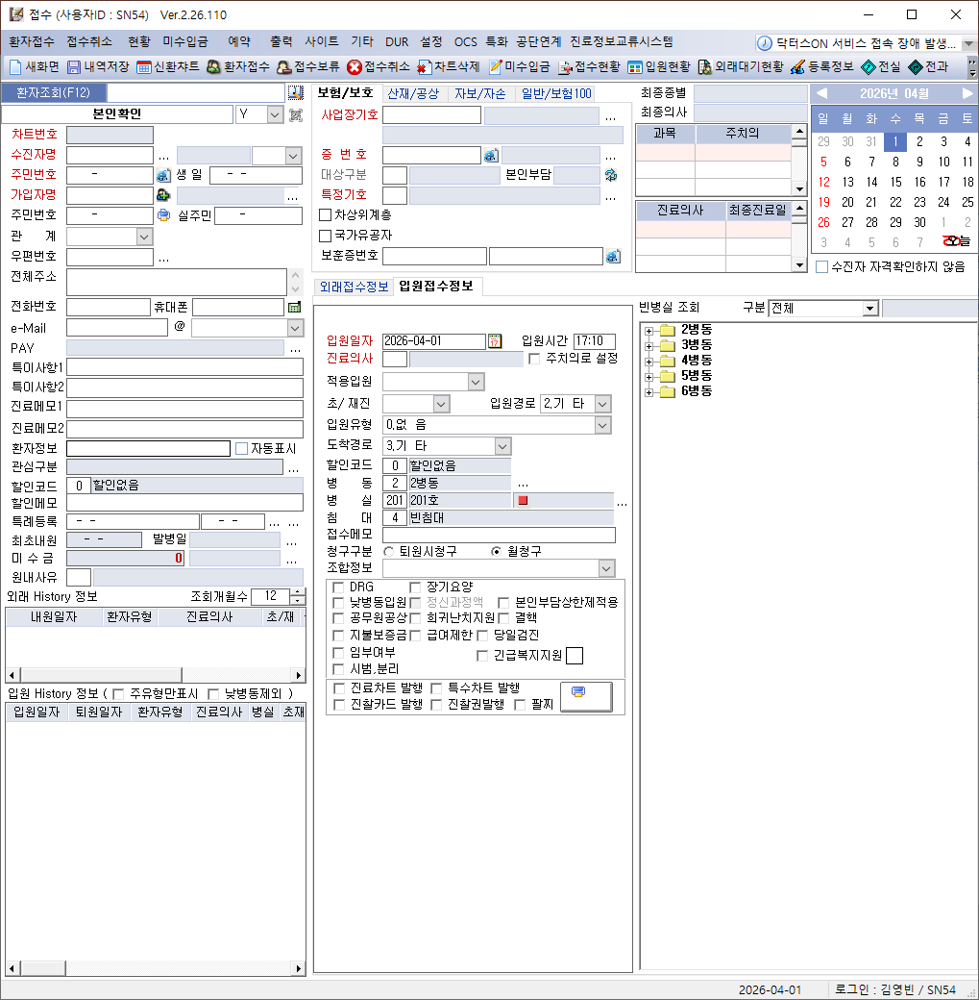 접수 (사용자ID : SN54)   Ver.2.26.110
환자접수 접수취소 현황 미수입금 예약 출력 사이트 기타 DUR 설정 OCS 특화 공단연계 진료정보교류시스템
닥터스ON 서비스 접속 장애 발생...
새화면 내역저장 신환챠트 환자접수 접수보류 접수취소 차트삭제 미수입금 접수현황 입원현황 외래대기현황 등록정보 전실 전과
환자조회(F12)
본인확인 Y
차트번호
수진자명 ...
주민번호 - 생 일 - -
가입자명 ...
주민번호 - 실주민 -
관 계
우편번호 ...
전체주소
전화번호 휴대폰
e-Mail @
PAY ...
특이사항1
특이사항2
진료메모1
진료메모2
환자정보 자동표시
관심구분 ...
할인코드 0 할인없음
할인메모
특례등록 - - - - ... ...
최초내원 - - 발병일 ...
미 수 금 0 ...
원내사유
외래 History 정보 조회개월수 12
내원일자 환자유형 진료의사 초/재
입원 History 정보 ( 주유형만표시 낮병동제외 )
입원일자 퇴원일자 환자유형 진료의사 병실 초재
보험/보호 산재/공상 자보/자손 일반/보험100
사업장기호 ...
증 번 호 ...
대상구분 본인부담
특정기호 ...
차상위계층
국가유공자
보훈증번호
외래접수정보 입원접수정보
입원일자 2026-04-01 입원시간 17:10
진료의사 주치의로 설정
적용입원
초/ 재진 입원경로 2.기 타
입원유형 0.없 음
도착경로 3.기 타
할인코드 0 할인없음
병 동 2 2병동 ...
병 실 201 201호 ...
침 대 4 빈침대
접수메모
청구구분 퇴원시청구 월청구
조합정보
DRG 장기요양
낮병동입원 정신과정액 본인부담상한제적용
공무원공상 희귀난치지원 결핵
지불보증금 급여제한 당일검진
임부여부 긴급복지지원
시범,분리
진료차트 발행 특수차트 발행
진찰카드 발행 진찰권발행 팔찌
최종종별
최종의사
과목 주치의
진료의사 최종진료일
2026년 04월
일 월 화 수 목 금 토
29 30 31 1 2 3 4
5 6 7 8 9 10 11
12 13 14 15 16 17 18
19 20 21 22 23 24 25
26 27 28 29 30 1 2
3 4 5 6 7 오늘
수진자 자격확인하지 않음
빈병실 조회 구분 전체
2병동
3병동
4병동
5병동
6병동
2026-04-01 로그인 : 김영빈 / SN54